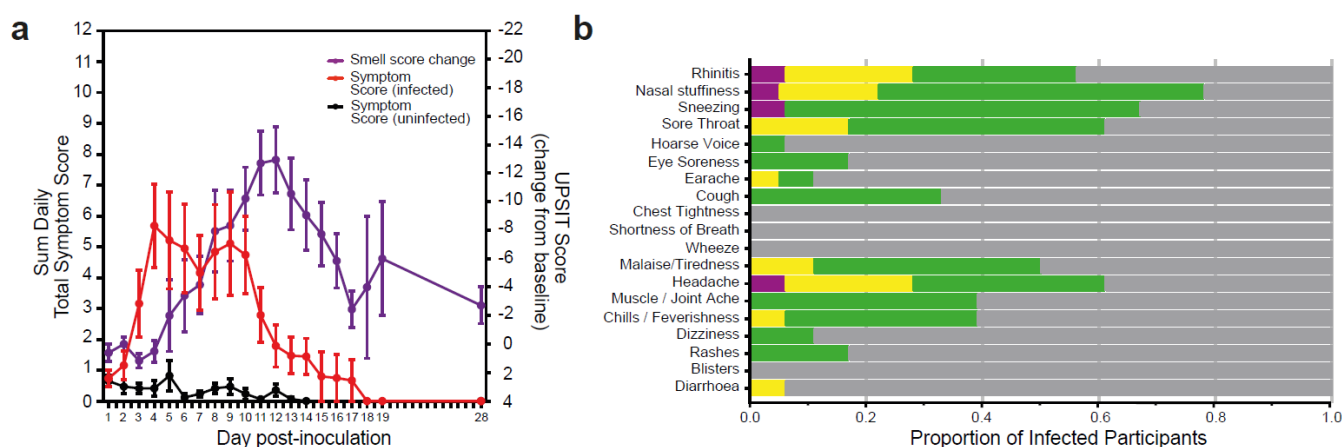 a
12
11
10
9
8
7
6
5
4
3
2
1
0
Sum Daily
Total Symptom Score
-22
-20
-18
-16
-14
-12
-10
-8
-6
-4
-2
0
2
4
UPSIT Score
(change from baseline)
Smell score change
Symptom
Score (infected)
Symptom
Score (uninfected)
1 2 3 4 5 6 7 8 9 10 11 12 13 14 15 16 17 18 19 28
Day post-inoculation
b
Rhinitis
Nasal stuffiness
Sneezing
Sore Throat
Hoarse Voice
Eye Soreness
Earache
Cough
Chest Tightness
Shortness of Breath
Wheeze
Malaise/Tiredness
Headache
Muscle / Joint Ache
Chills / Feverishness
Dizziness
Rashes
Blisters
Diarrhoea
0.0 0.2 0.4 0.6 0.8 1.0
Proportion of Infected Participants